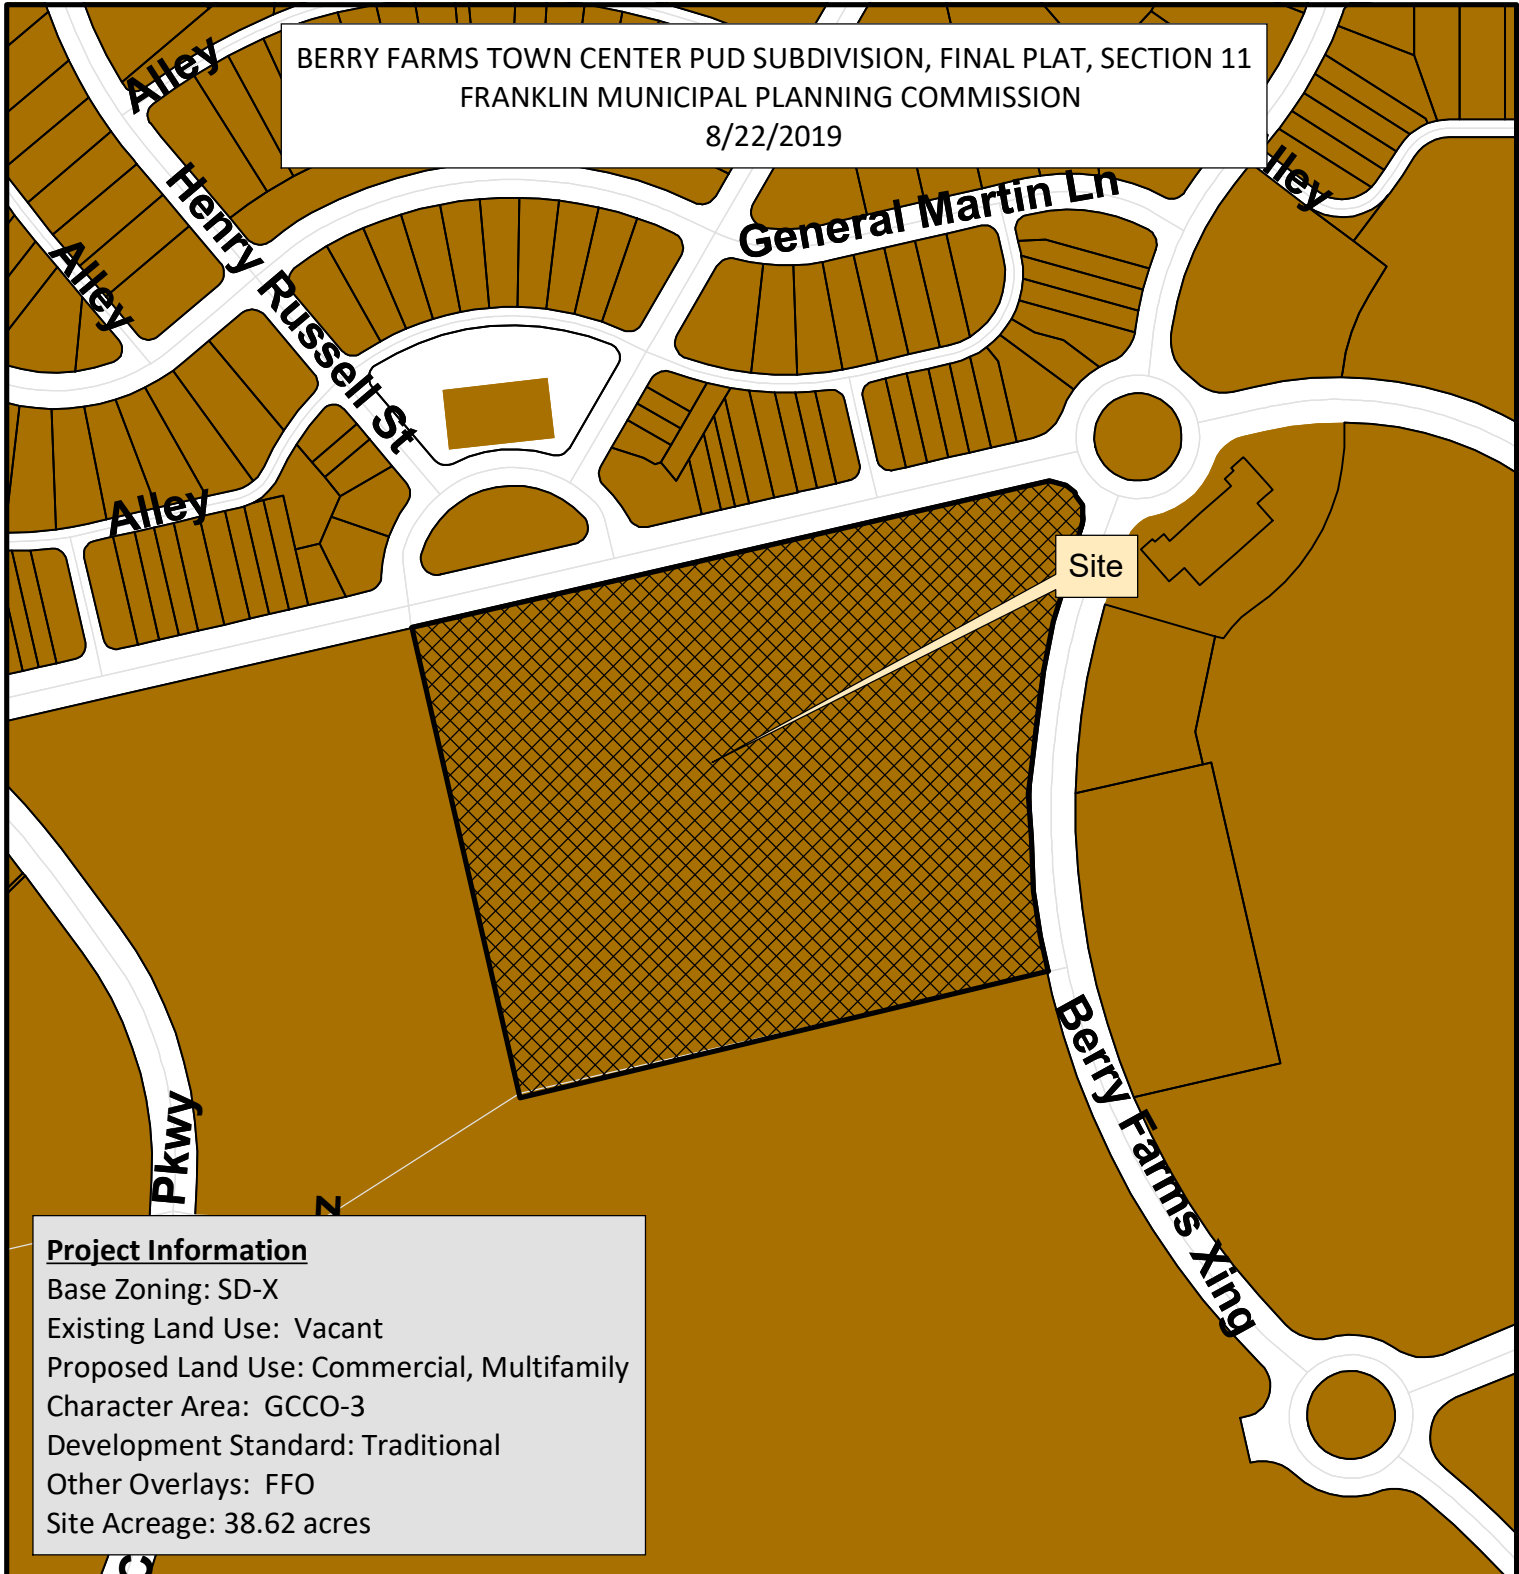 BERRY FARMS TOWN CENTER PUD SUBDIVISION, FINAL PLAT, SECTION 11
FRANKLIN MUNICIPAL PLANNING COMMISSION
8/22/2019
Alley
lley
General Martin Ln
Henry Russell St
Alley
Alley
Site
Berry Farms Xing
Pkwy
Project Information
Base Zoning: SD-X
Existing Land Use: Vacant
Proposed Land Use: Commercial, Multifamily
Character Area: GCCO-3
Development Standard: Traditional
Other Overlays: FFO
Site Acreage: 38.62 acres